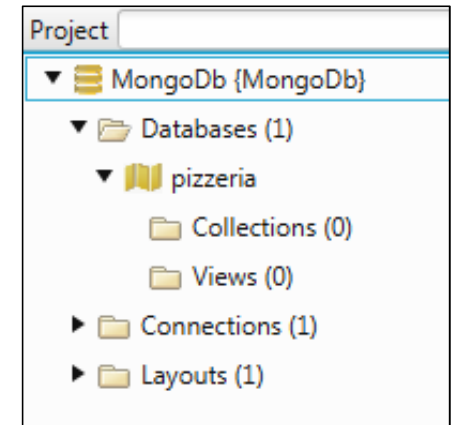 Project
MongoDb {MongoDb}
Databases (1)
pizzeria
Collections (0)
Views (0)
Connections (1)
Layouts (1)